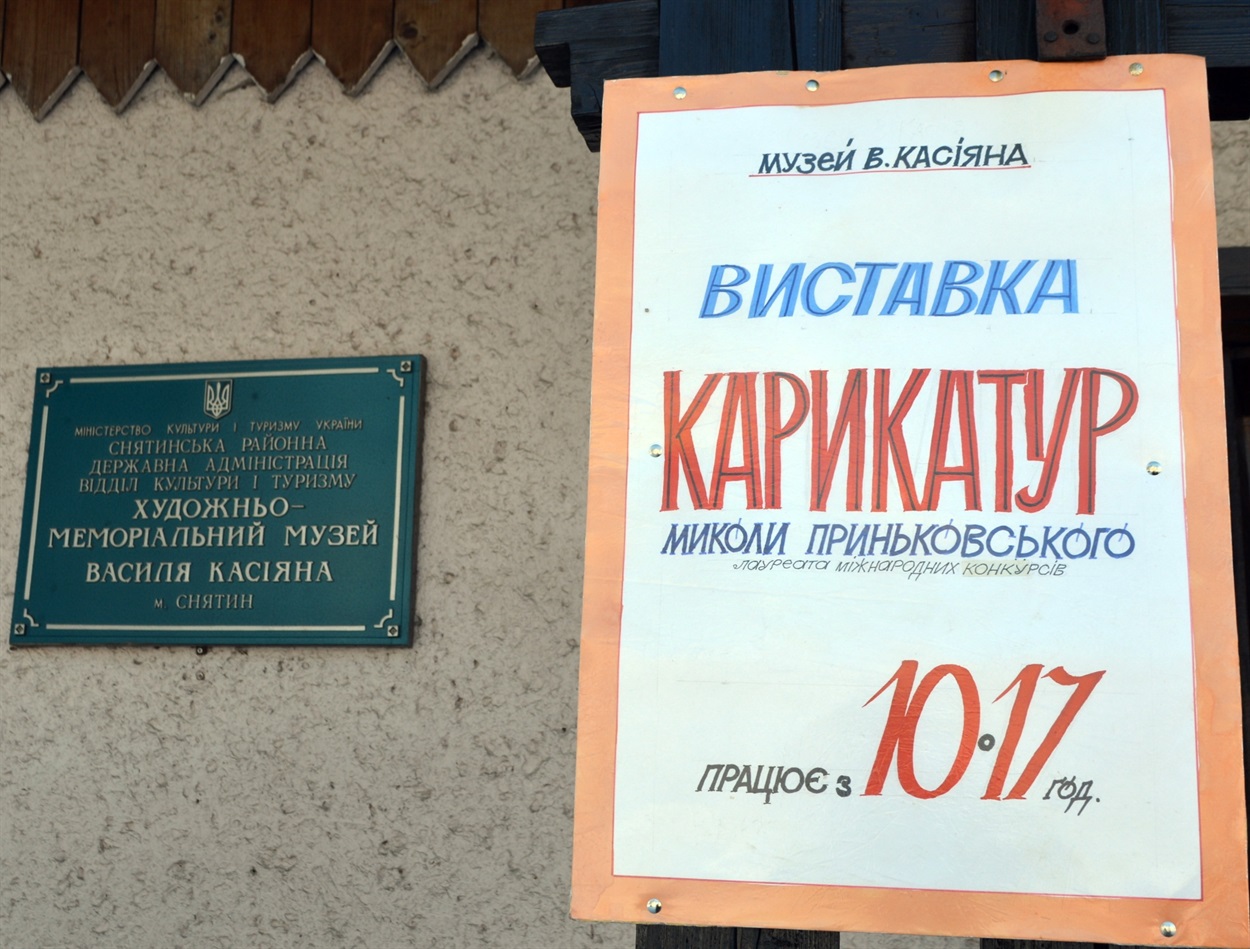 МІНІСТЕРСТВО КУЛЬТУРИ І ТУРИЗМУ УКРАЇНИ
СНЯТИНСЬКА РАЙОННА
ДЕРЖАВНА АДМІНІСТРАЦІЯ
ВІДДІЛ КУЛЬТУРИ І ТУРИЗМУ
ХУДОЖНЬО-
МЕМОРІАЛЬНИЙ МУЗЕЙ
ВАСИЛЯ КАСІЯНА
м. СНЯТИН
МУЗЕЙ В.КАСІЯНА
ВИСТАВКА
КАРИКАТУР
МИКОЛИ ПРИНЬКОВСЬКОГО
лауреата міжнародних конкурсів
ПРАЦЮЄ з 10°17 год.